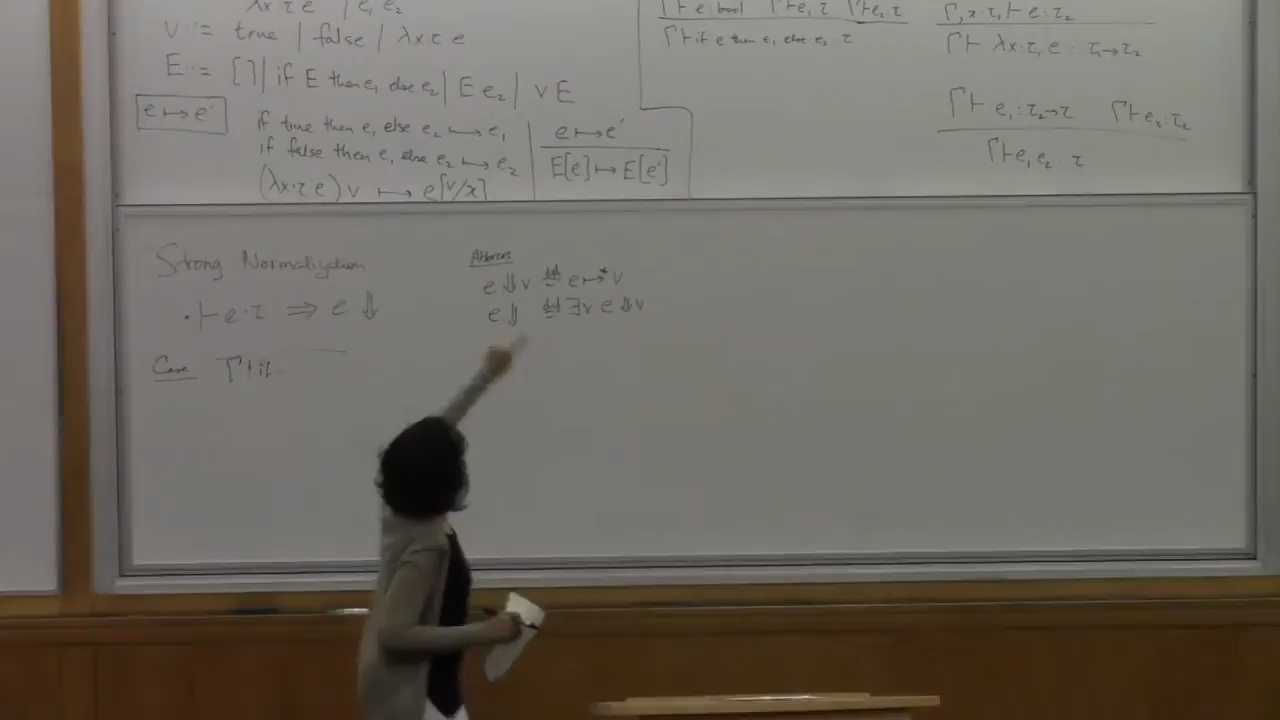 λx:τ.e | e₁ e₂
v ::= true | false | λx:τ.e
E ::= [] | if E then e₁ else e₂ | E e₂ | v E
e ↦ e'
if true then e₁ else e₂ ↦ e₁
if false then e₁ else e₂ ↦ e₂
(λx:τ.e) v ↦ e[v/x]
e ↦ e'
E[e] ↦ E[e']
Γ ⊢ e : bool Γ ⊢ e₁ : τ Γ ⊢ e₂ : τ
Γ ⊢ if e then e₁ else e₂ : τ
Γ, x : τ₁ ⊢ e : τ₂
Γ ⊢ λx:τ₁.e : τ₁ → τ₂
Γ ⊢ e₁ : τ₂ → τ Γ ⊢ e₂ : τ₂
Γ ⊢ e₁ e₂ : τ
Strong Normalization
· ⊢ e : τ ⇒ e ⇓
Case Γ ⊢ if
e ⇓ v ≝ e ↦* v
e ⇓ ≝ ∃v. e ⇓ v